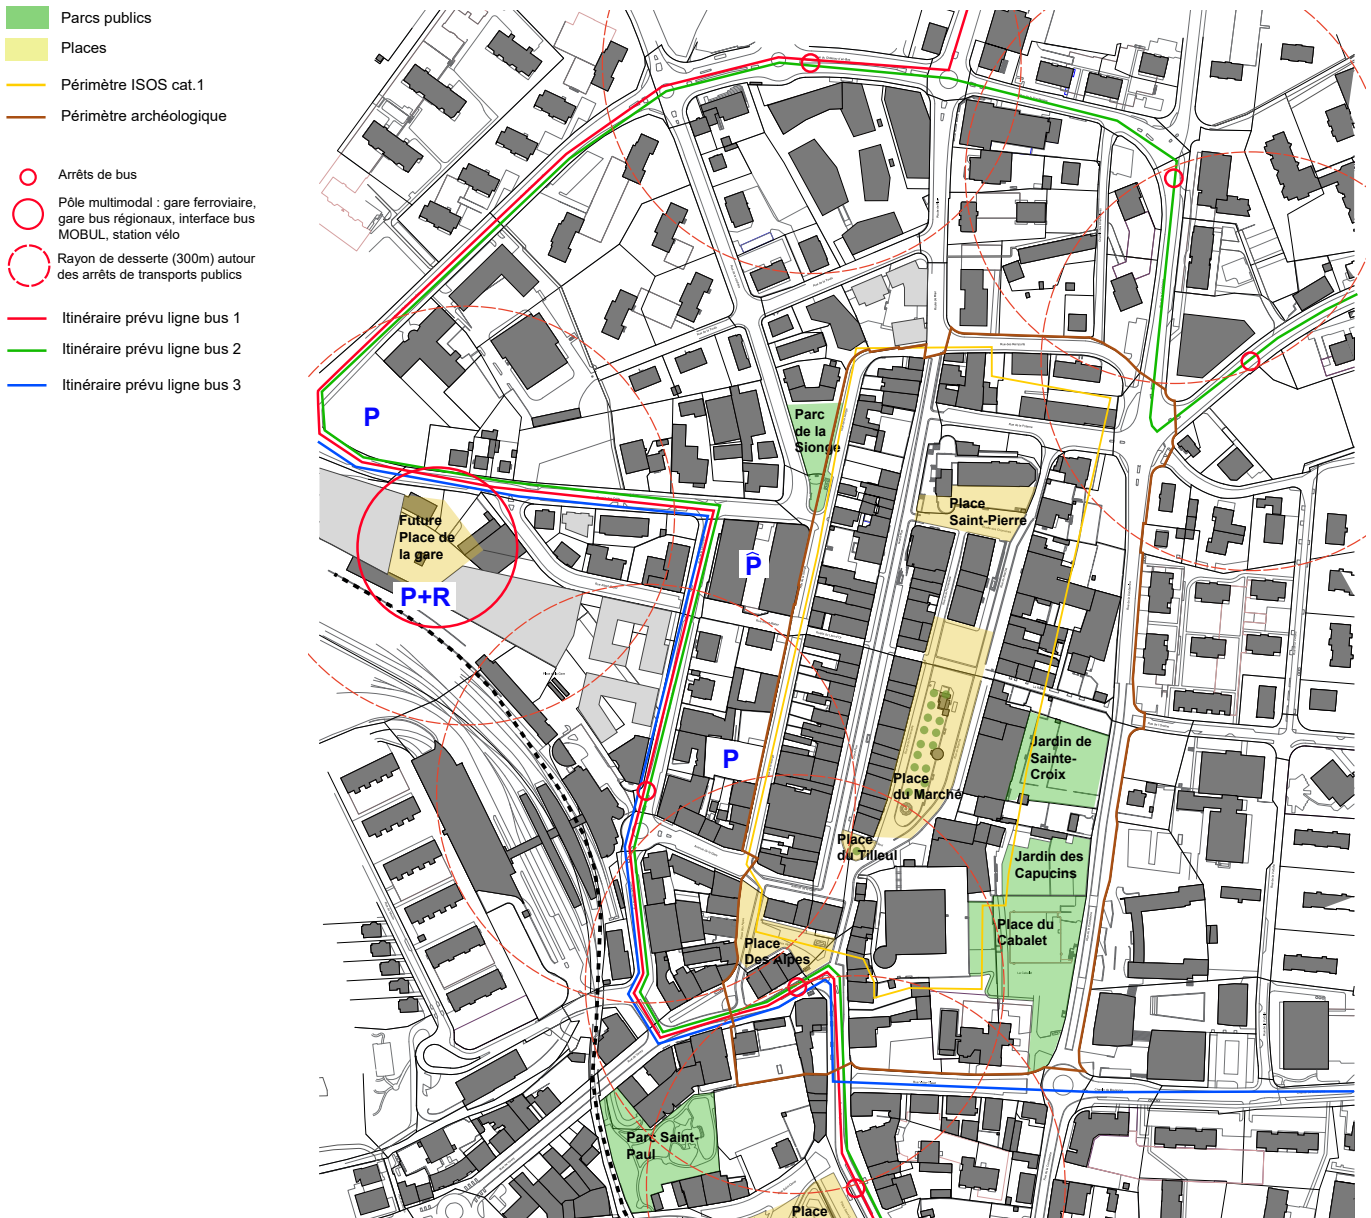 Parcs publics
Places
Périmètre ISOS cat.1
Périmètre archéologique
Arrêts de bus
Pôle multimodal : gare ferroviaire,
gare bus régionaux, interface bus
MOBUL, station vélo
Rayon de desserte (300m) autour
des arrêts de transports publics
Itinéraire prévu ligne bus 1
Itinéraire prévu ligne bus 2
Itinéraire prévu ligne bus 3
P
Parc
de la
Sionge
Place
Saint-Pierre
Future
Place de
la gare
P+R
P̂
P
Jardin de
Sainte-
Croix
Place
du Marché
Place
du Tilleul
Jardin des
Capucins
Place du
Cabalet
Place
Des Alpes
Parc Saint-
Paul
Place